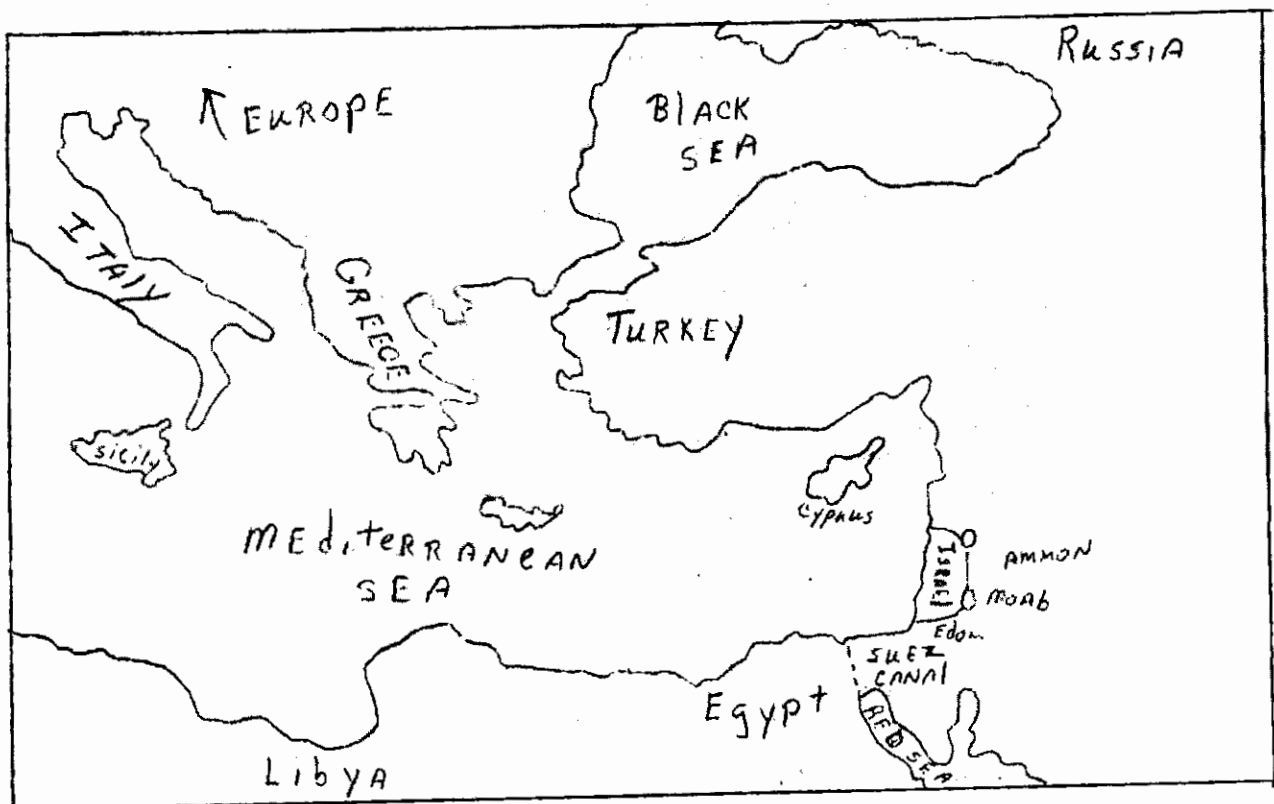 RUSSIA
EUROPE
BLACK
SEA
ITALY
GREECE
TURKEY
sicily
Cyprus
MEDiTERRANEAN
SEA
ISRAEl
AMMON
MOAb
Edom
SUEZ
CANAl
Egypt
RED SEA
LibyA